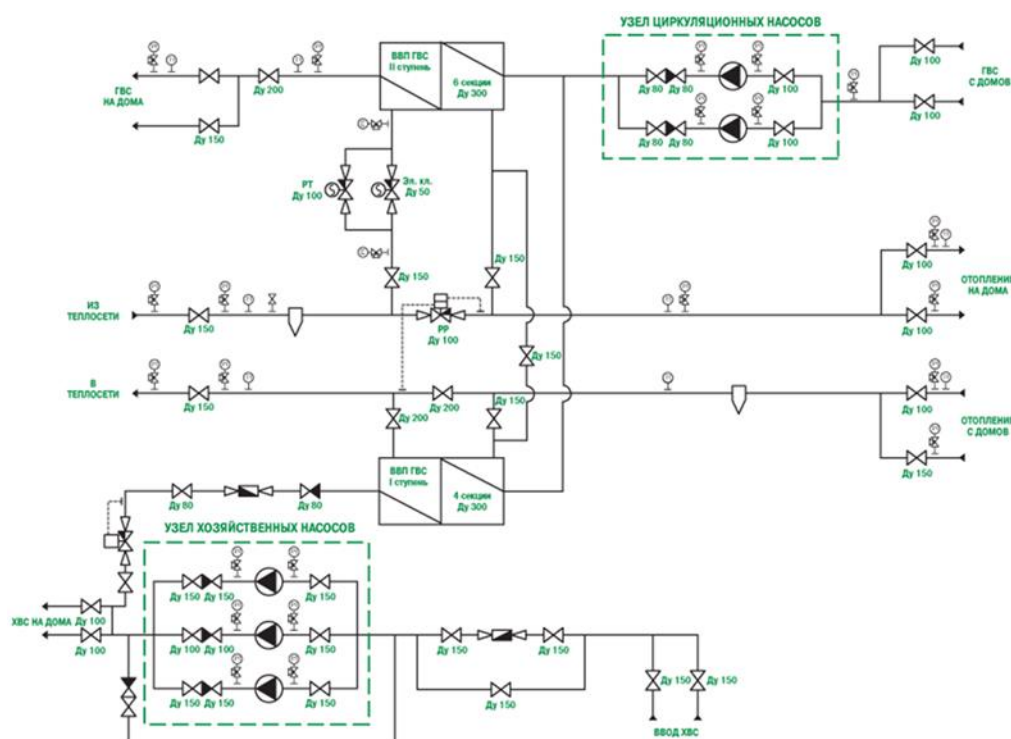 УЗЕЛ ЦИРКУЛЯЦИОННЫХ НАСОСОВ
ГВС
НА ДОМА
Ду 200
Ду 150
ВВП ГВС
II ступень
6 секции
Ду 300
Ду 80
Ду 80
Ду 100
Ду 80
Ду 80
Ду 100
Ду 100
Ду 100
ГВС
С ДОМОВ
РТ
Ду 100
Эл. кл.
Ду 50
Ду 150
Ду 150
ИЗ
ТЕПЛОСЕТИ
Ду 150
РР
Ду 100
Ду 150
Ду 100
Ду 100
ОТОПЛЕНИЕ
НА ДОМА
В
ТЕПЛОСЕТИ
Ду 150
Ду 200
Ду 200
Ду 150
Ду 100
Ду 150
ОТОПЛЕНИЕ
С ДОМОВ
ВВП ГВС
I ступень
4 секции
Ду 300
Ду 80
Ду 80
УЗЕЛ ХОЗЯЙСТВЕННЫХ НАСОСОВ
Ду 150
Ду 150
Ду 150
ХВС НА ДОМА
Ду 100
Ду 100
Ду 100
Ду 100
Ду 150
Ду 150
Ду 150
Ду 150
Ду 150
Ду 150
Ду 150
Ду 150
Ду 150
ВВОД ХВС